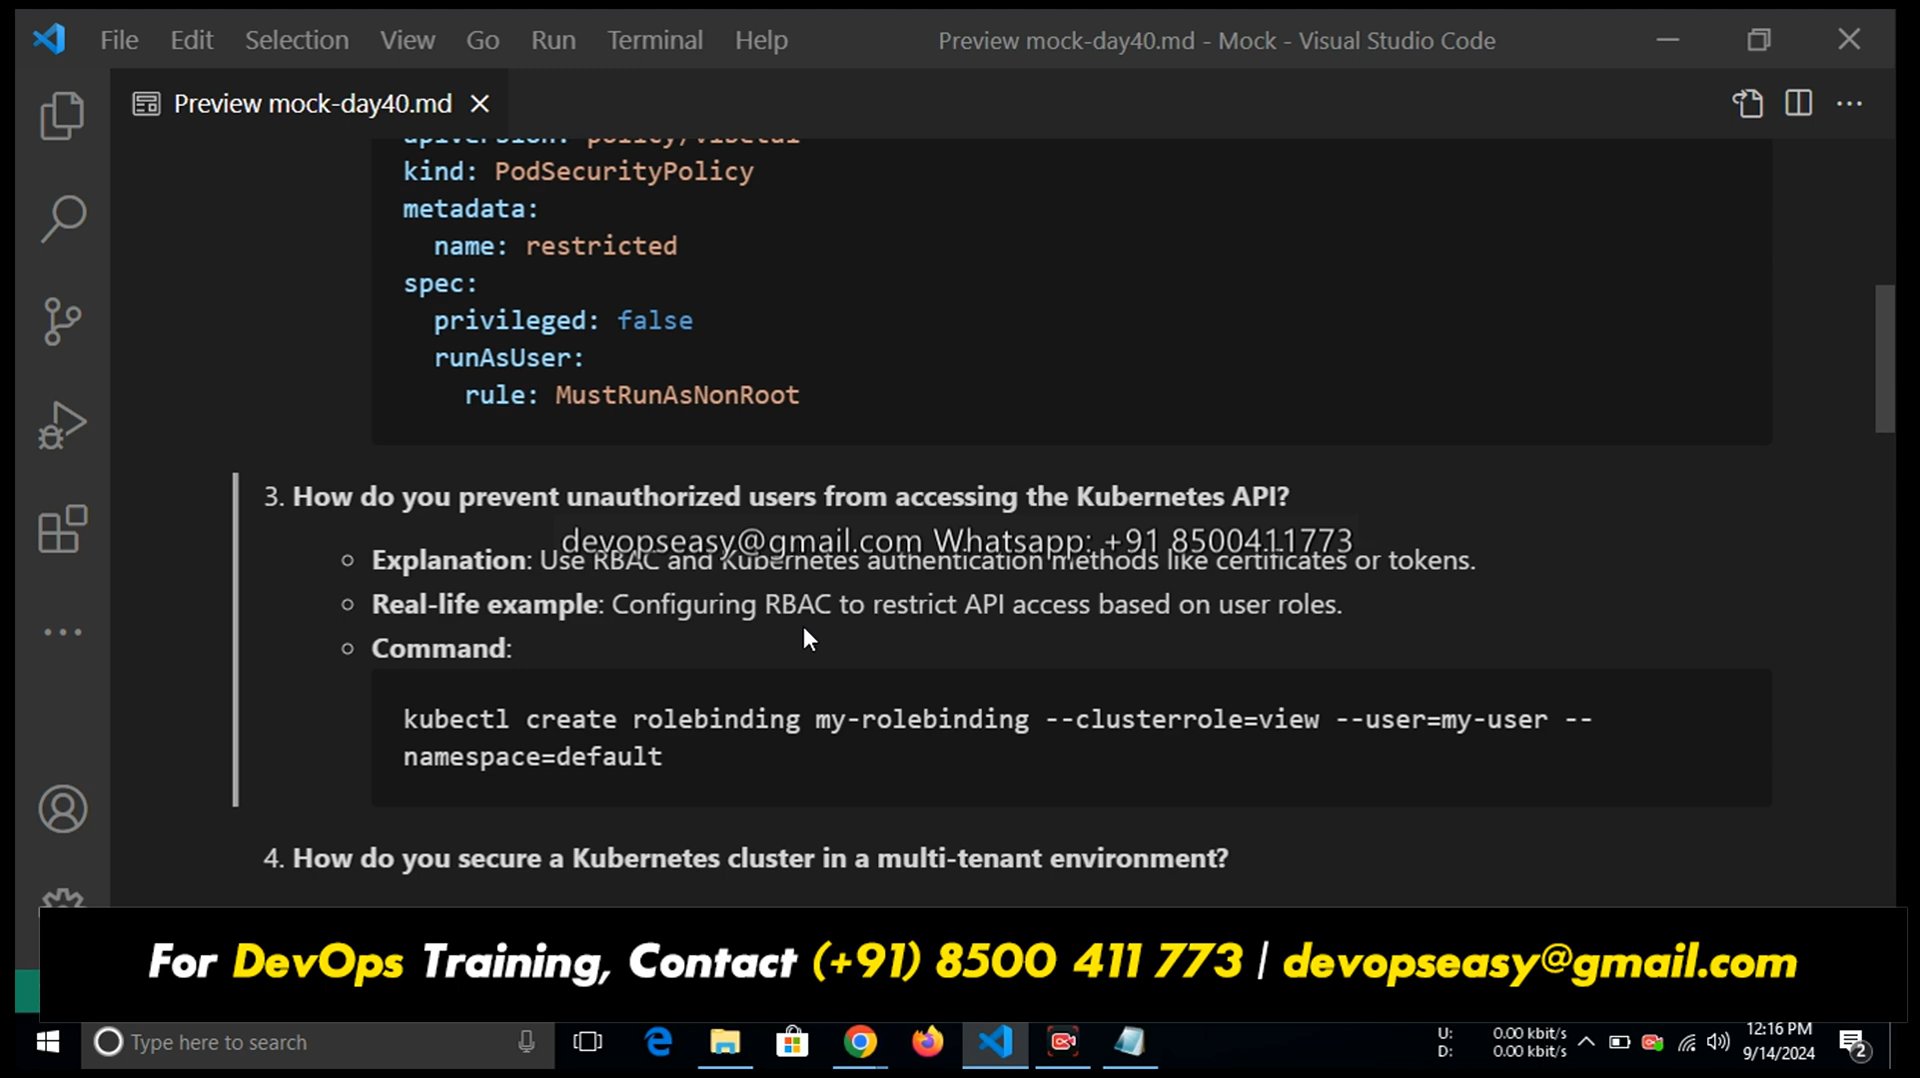 File Edit Selection View Go Run Terminal Help Preview mock-day40.md - Mock - Visual Studio Code
Preview mock-day40.md
apiVersion: policy/v1beta1
kind: PodSecurityPolicy
metadata:
name: restricted
spec:
privileged: false
runAsUser:
rule: MustRunAsNonRoot
3. How do you prevent unauthorized users from accessing the Kubernetes API?
devopseasy@gmail.com Whatsapp: +91 8500411773
Explanation: Use RBAC and Kubernetes authentication methods like certificates or tokens.
Real-life example: Configuring RBAC to restrict API access based on user roles.
Command:
kubectl create rolebinding my-rolebinding --clusterrole=view --user=my-user --
namespace=default
4. How do you secure a Kubernetes cluster in a multi-tenant environment?
For DevOps Training, Contact (+91) 8500 411 773 | devopseasy@gmail.com
Type here to search
U: 0.00 kbit/s
D: 0.00 kbit/s
12:16 PM
9/14/2024
2